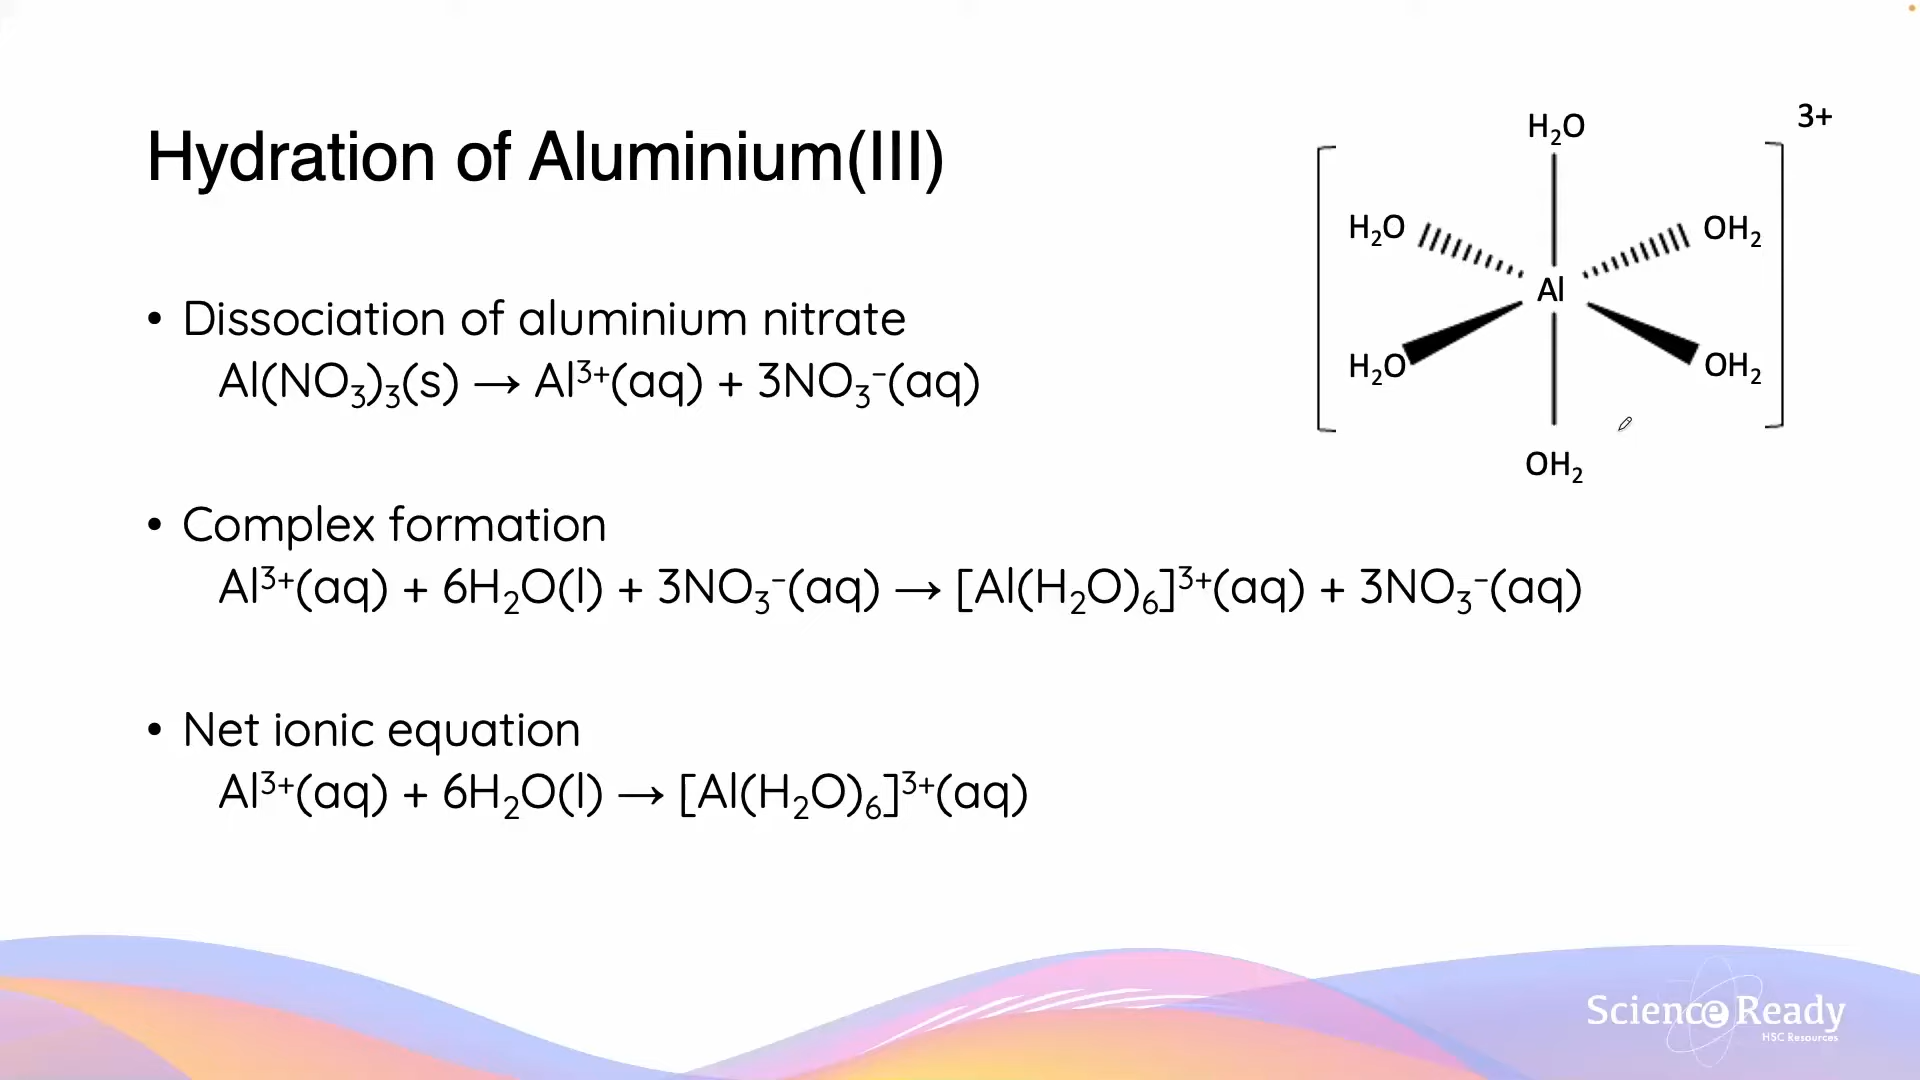 Hydration of Aluminium(III)
3+
H₂O
H₂O
OH₂
Al
H₂O
OH₂
OH₂
• Dissociation of aluminium nitrate
Al(NO₃)₃(s) → Al³⁺(aq) + 3NO₃⁻(aq)
• Complex formation
Al³⁺(aq) + 6H₂O(l) + 3NO₃⁻(aq) → [Al(H₂O)₆]³⁺(aq) + 3NO₃⁻(aq)
• Net ionic equation
Al³⁺(aq) + 6H₂O(l) → [Al(H₂O)₆]³⁺(aq)
Science Ready
HSC Resources